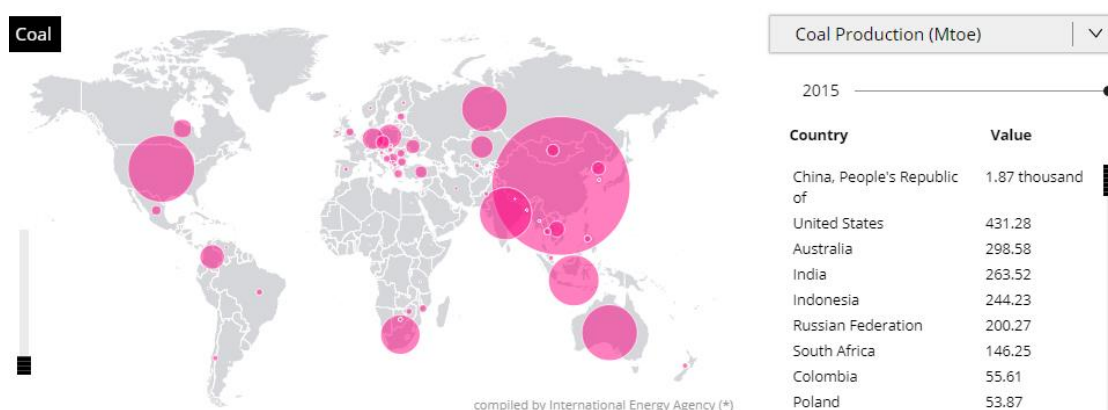 Coal
compiled by International Energy Agency (*)
Coal Production (Mtoe)
2015
Country Value
China, People's Republic of 1.87 thousand
United States 431.28
Australia 298.58
India 263.52
Indonesia 244.23
Russian Federation 200.27
South Africa 146.25
Colombia 55.61
Poland 53.87